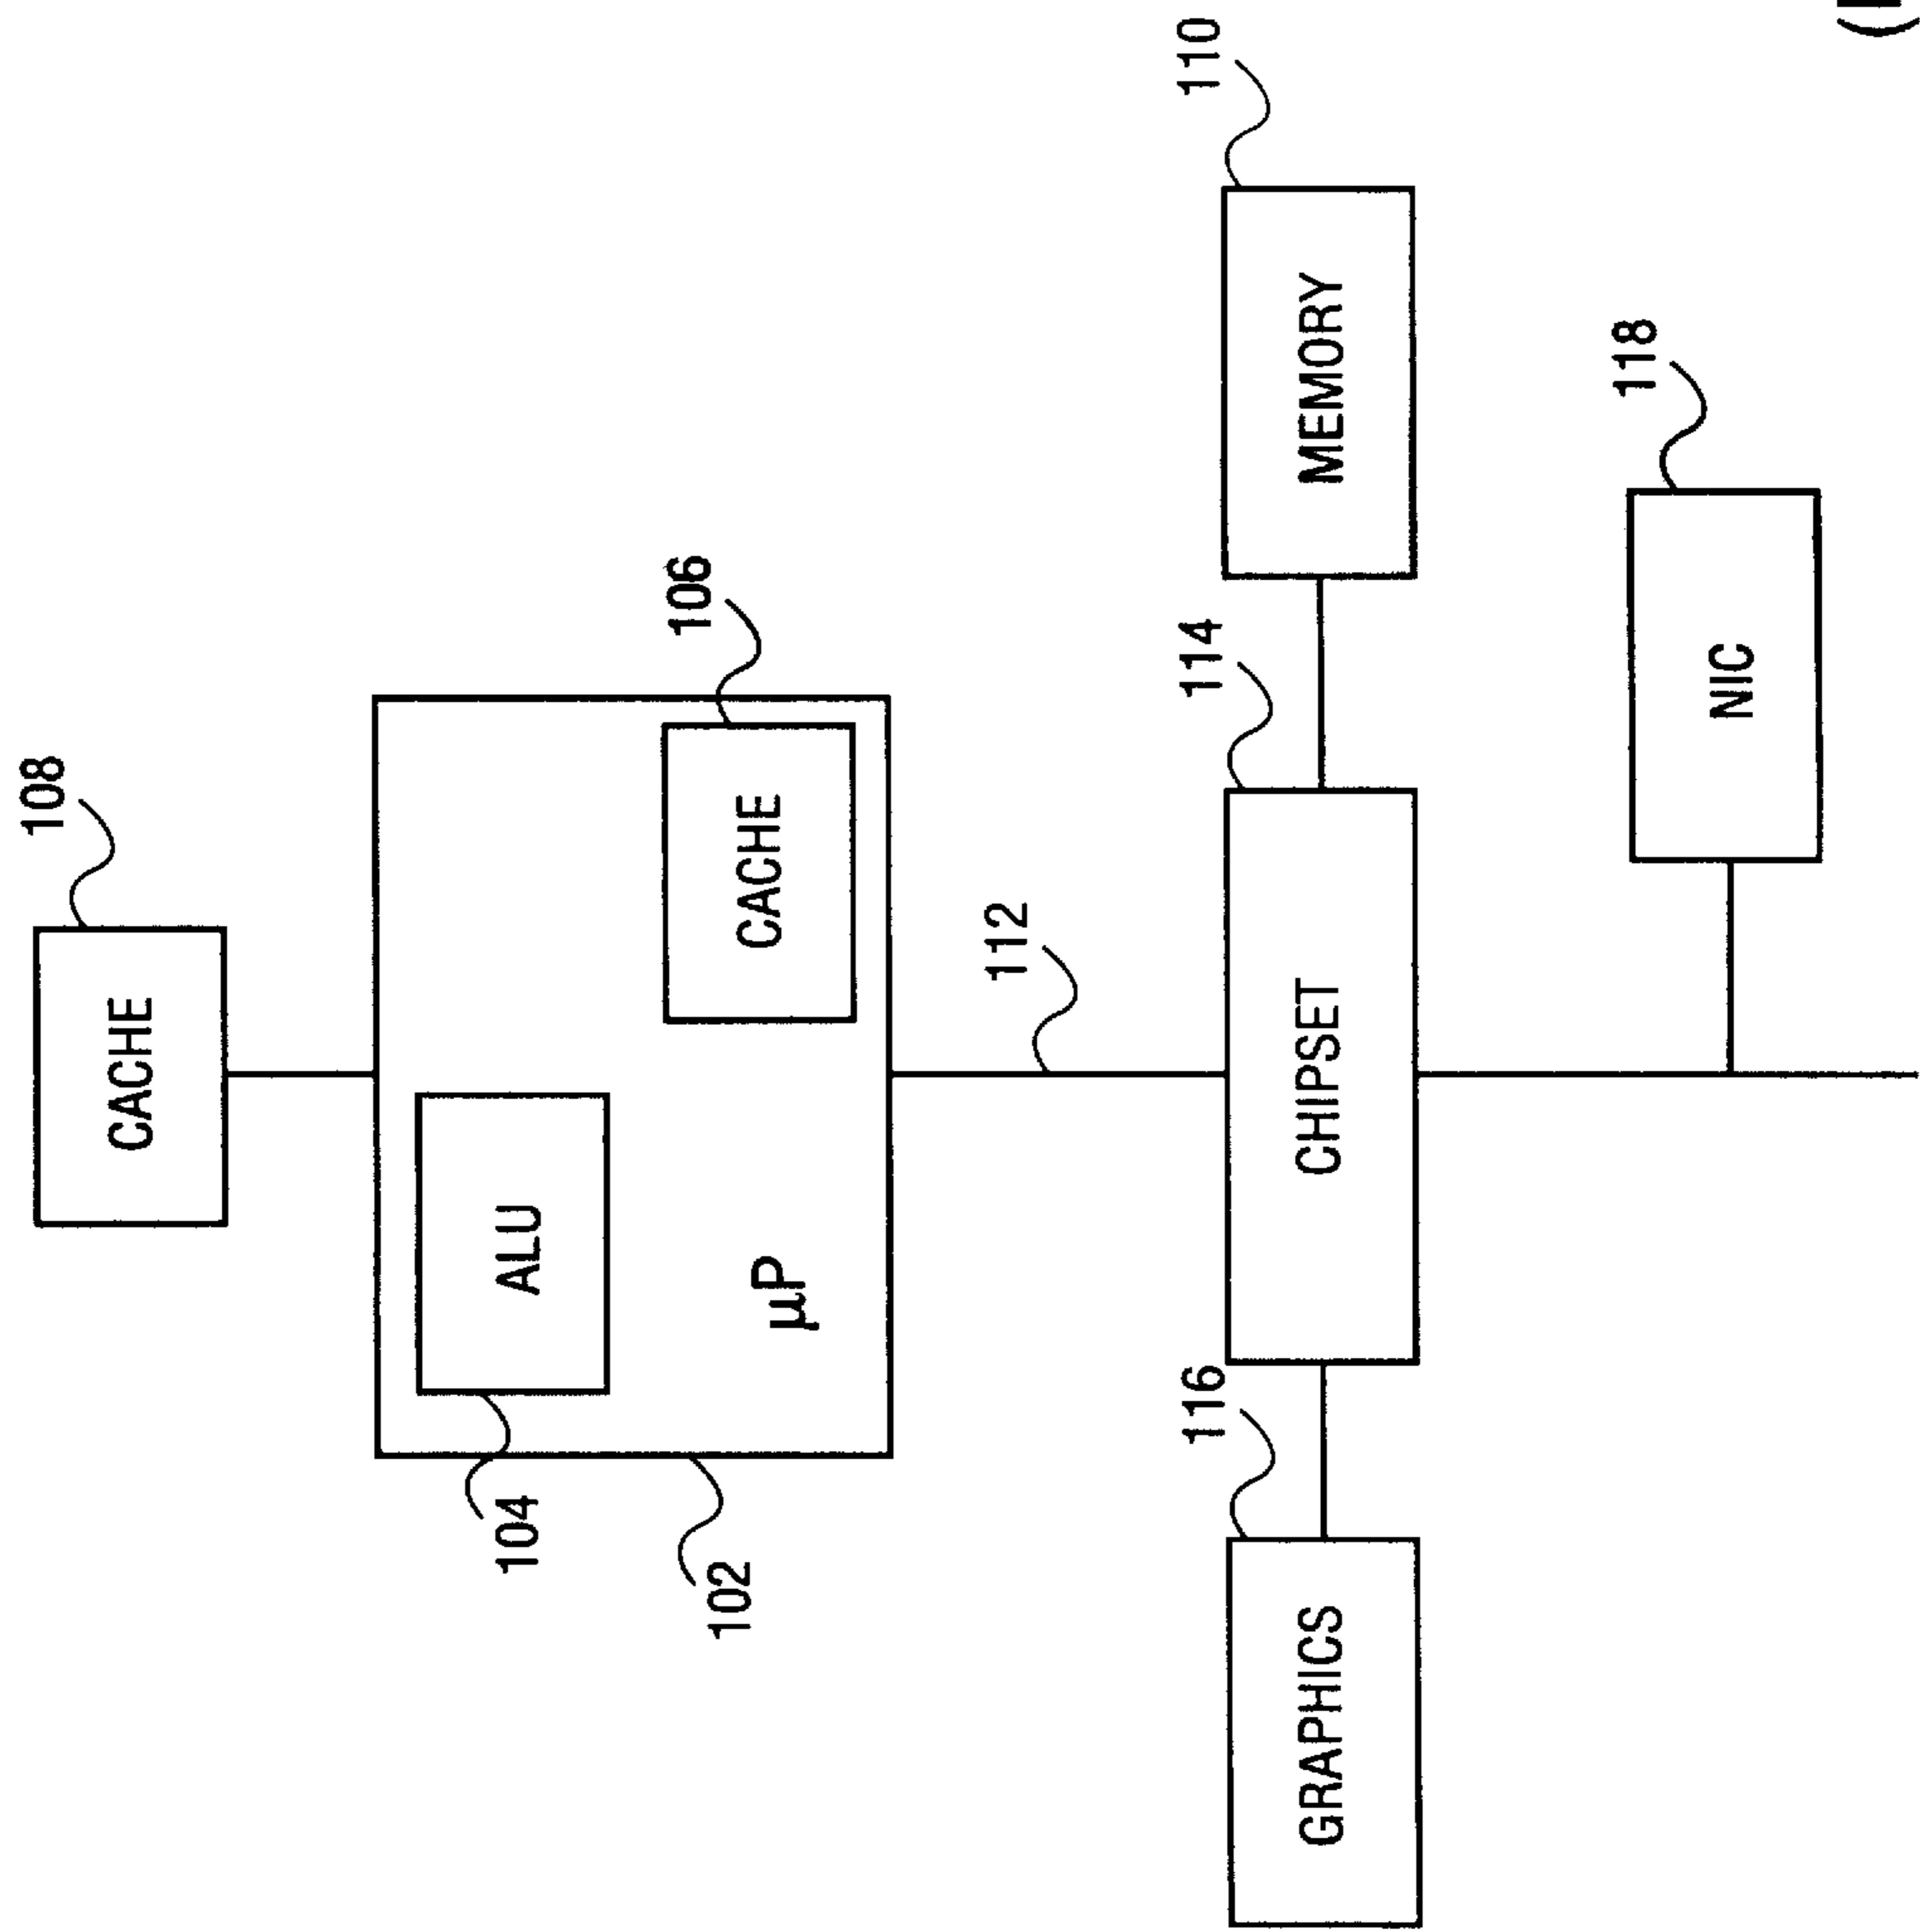 108
CACHE
106
ALU
CACHE
104
µP
102
112
110
114
116
MEMORY
CHIPSET
GRAPHICS
118
NIC